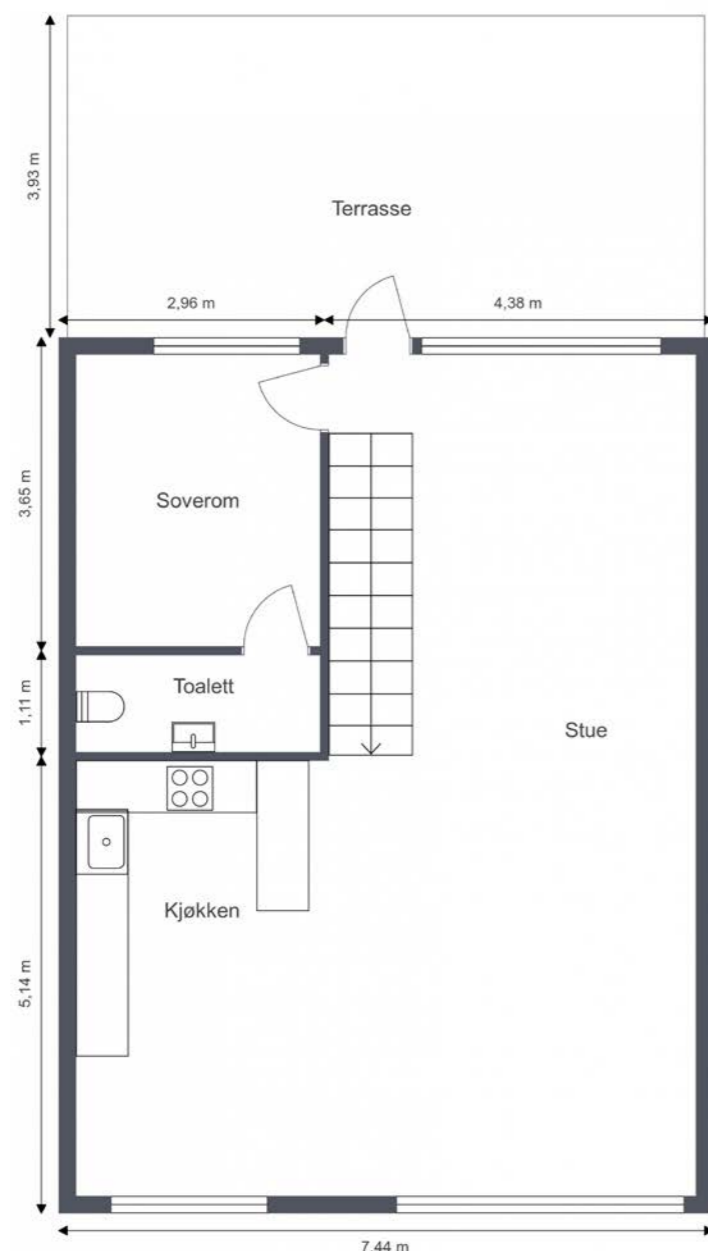 3,93 m
Terrasse
2,96 m
4,38 m
3,65 m
Soverom
1,11 m
Toalett
Stue
Kjøkken
5,14 m
7,44 m